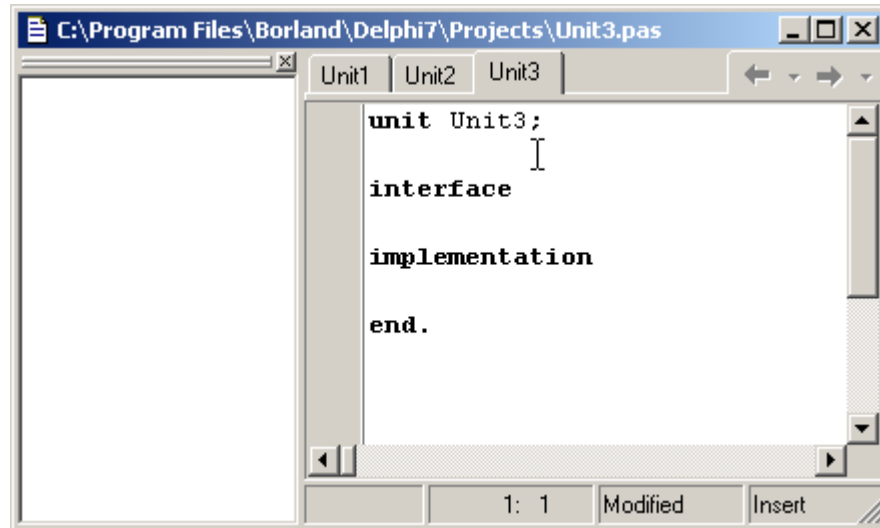 C:\Program Files\Borland\Delphi7\Projects\Unit3.pas
Unit1 Unit2 Unit3
unit Unit3;
interface
implementation
end.
1: 1 Modified Insert